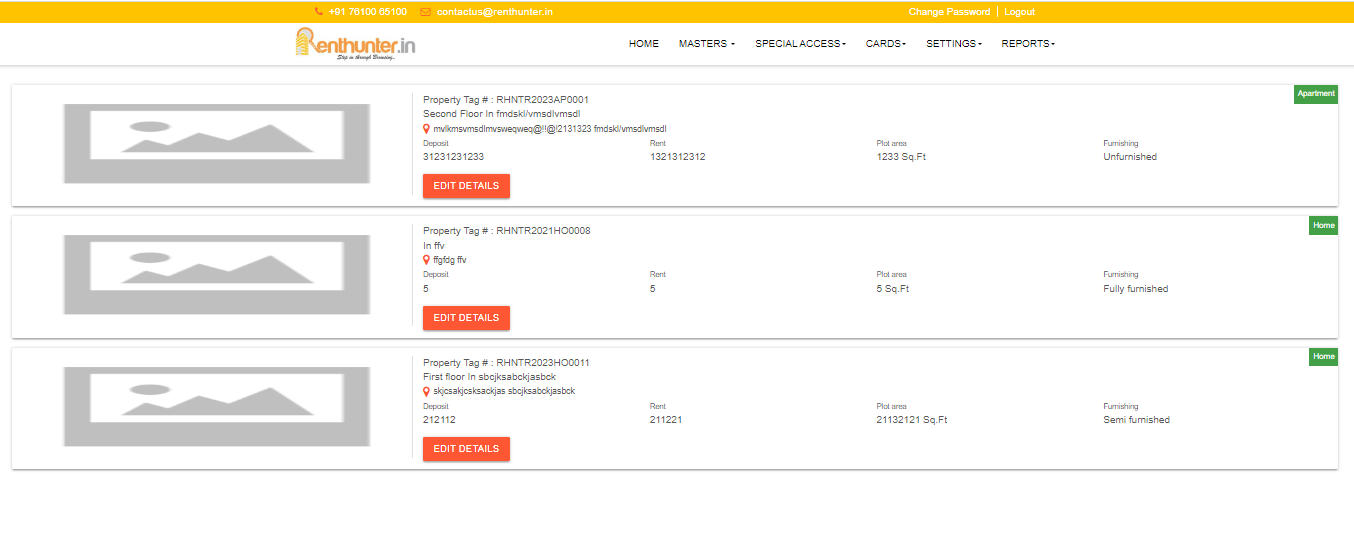 +91 76100 65100 contactus@renthunter.in Change Password Logout
Renthunter.in
Step in through Browsing..
HOME MASTERS SPECIAL ACCESS CARDS SETTINGS REPORTS
Apartment
Property Tag # : RHNTR2023AP0001
Second Floor In fmdskl/vmsdlvmsdl
mvlkmsvmsdlmvsweqweq@!!@!2131323 fmdskl/vmsdlvmsdl
Deposit Rent Plot area Furnishing
31231231233 1321312312 1233 Sq.Ft Unfurnished
EDIT DETAILS
Home
Property Tag # : RHNTR2021HO0008
In ffv
ffgfdg ffv
Deposit Rent Plot area Furnishing
5 5 5 Sq.Ft Fully furnished
EDIT DETAILS
Home
Property Tag # : RHNTR2023HO0011
First floor In sbcjksabckjasbck
skjcsakjcsksackjas sbcjksabckjasbck
Deposit Rent Plot area Furnishing
212112 211221 21132121 Sq.Ft Semi furnished
EDIT DETAILS